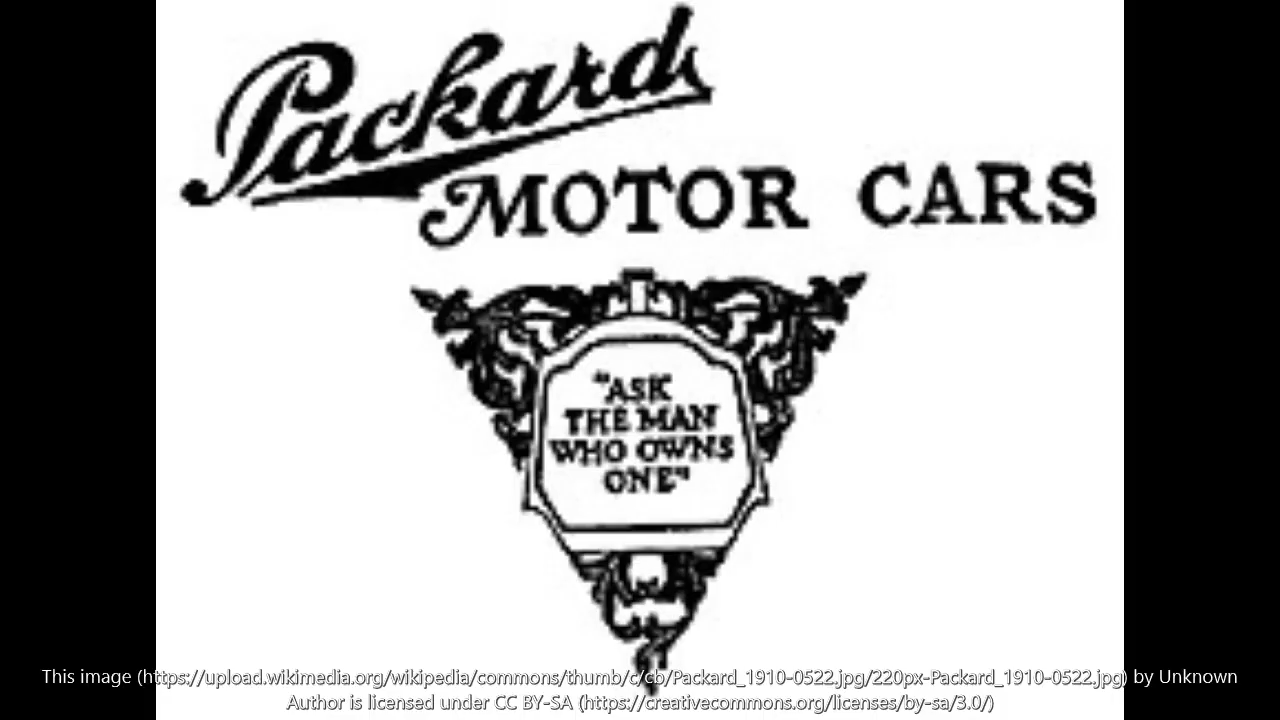 Packard
MOTOR CARS
"ASK
THE MAN
WHO OWNS
ONE"
This image (https://upload.wikimedia.org/wikipedia/commons/thumb/c/cb/Packard_1910-0522.jpg/220px-Packard_1910-0522.jpg) by Unknown
Author is licensed under CC BY-SA (https://creativecommons.org/licenses/by-sa/3.0/)